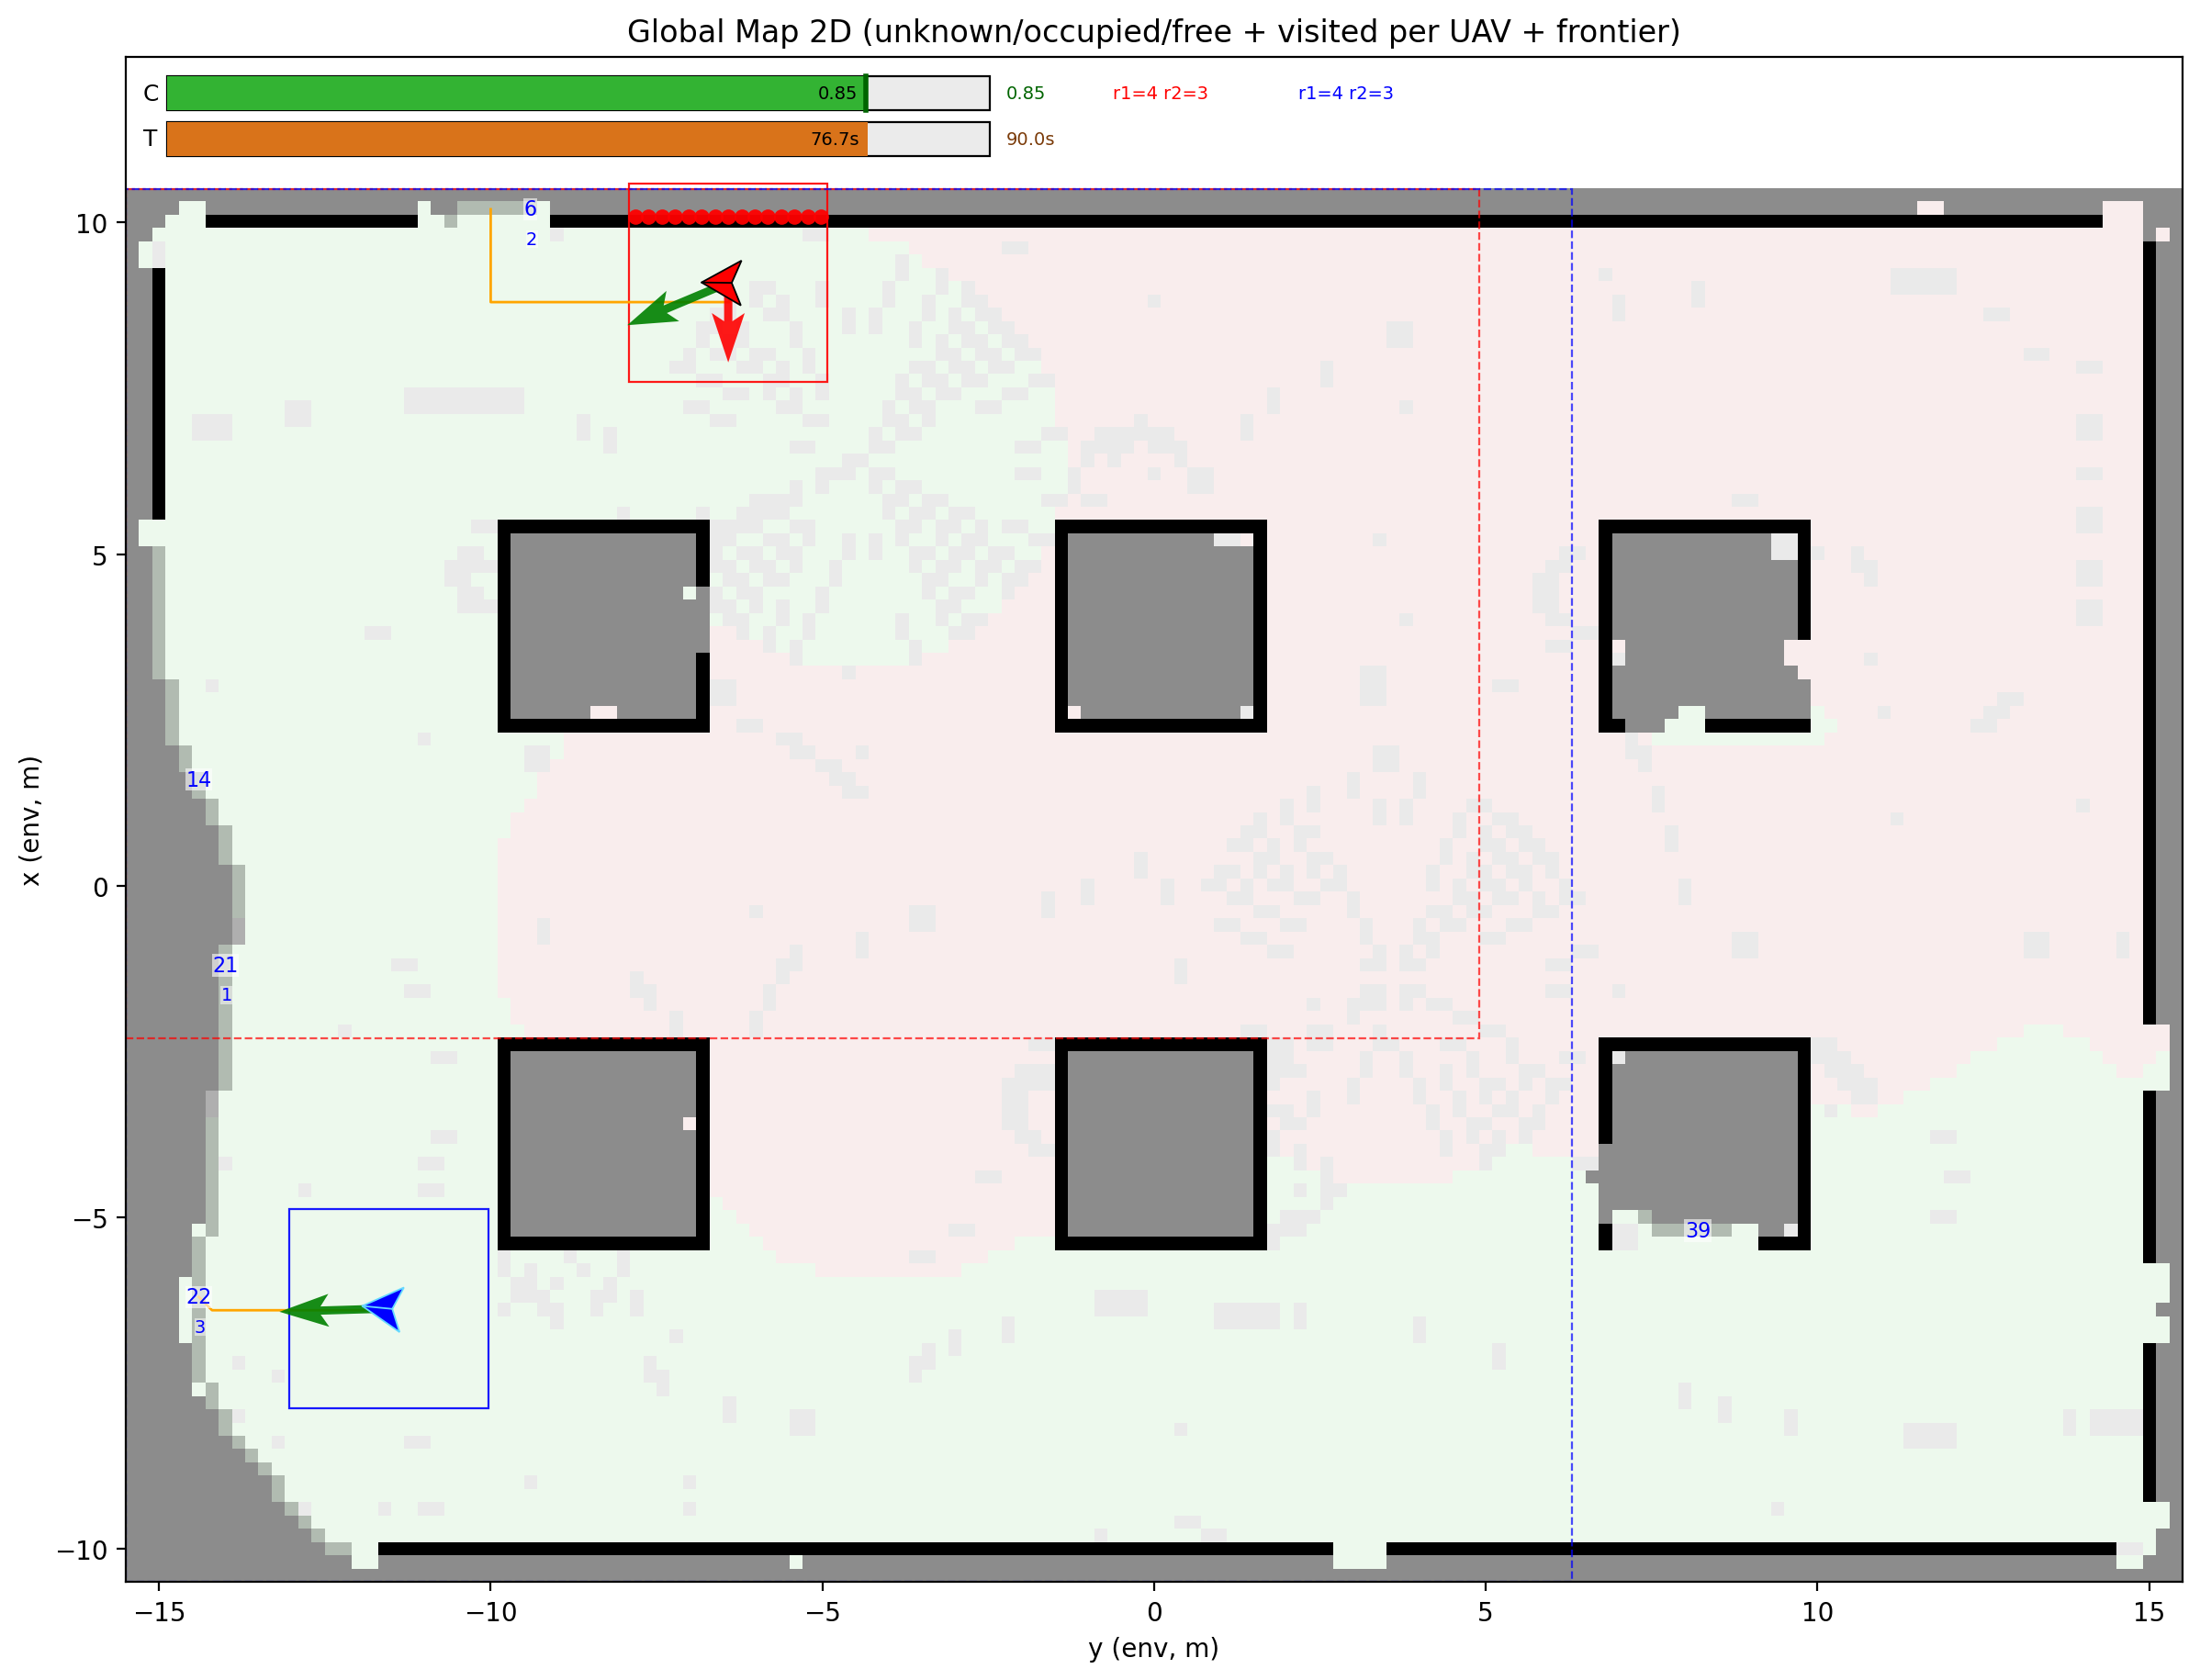 Global Map 2D (unknown/occupied/free + visited per UAV + frontier)
C 0.85 0.85 r1=4 r2=3 r1=4 r2=3
T 76.7s 90.0s
10
5
0
−5
−10
x (env, m)
6
2
14
21
1
22
3
39
−15 −10 −5 0 5 10 15
y (env, m)